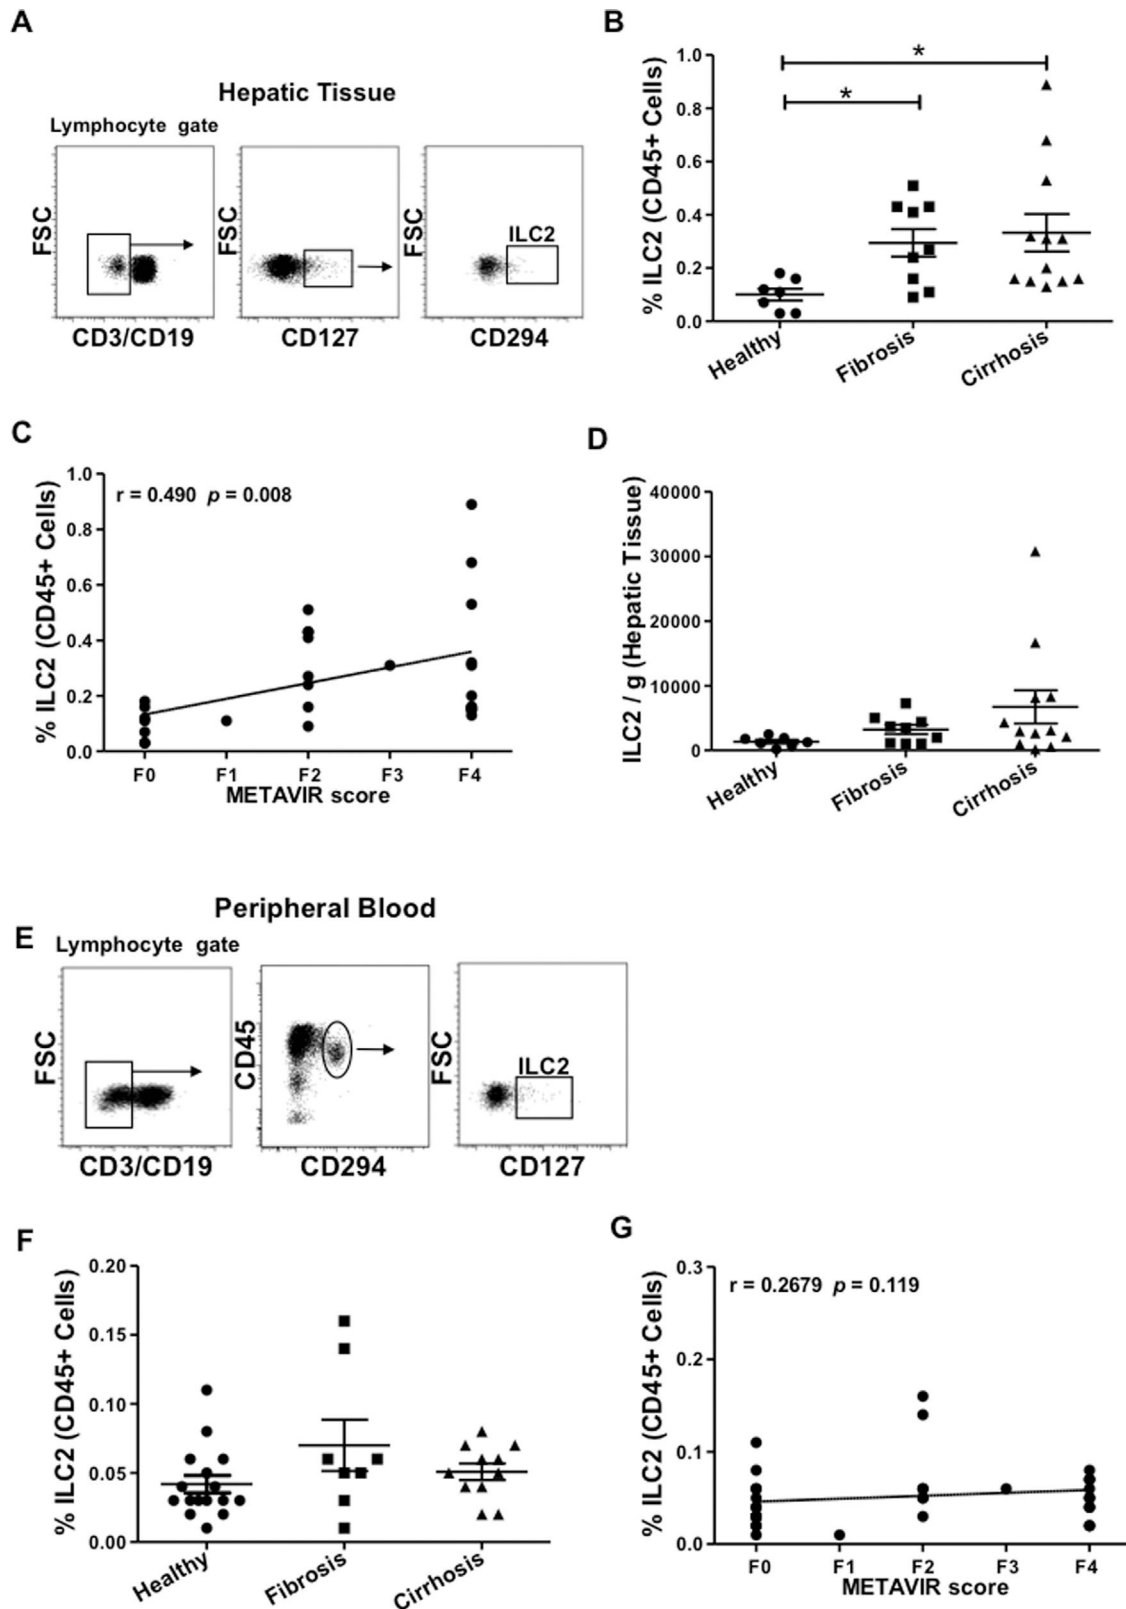 A
Hepatic Tissue
Lymphocyte gate
FSC
CD3/CD19
FSC
CD127
FSC
ILC2
CD294
B
% ILC2 (CD45+ Cells)
1.0
0.8
0.6
0.4
0.2
0.0
*
*
Healthy
Fibrosis
Cirrhosis
C
% ILC2 (CD45+ Cells)
1.0
0.8
0.6
0.4
0.2
0.0
r = 0.490 p = 0.008
F0 F1 F2 F3 F4
METAVIR score
D
ILC2 / g (Hepatic Tissue)
40000
30000
20000
10000
0
Healthy
Fibrosis
Cirrhosis
Peripheral Blood
E
Lymphocyte gate
FSC
CD3/CD19
CD45
CD294
FSC
ILC2
CD127
F
% ILC2 (CD45+ Cells)
0.20
0.15
0.10
0.05
0.00
Healthy
Fibrosis
Cirrhosis
G
% ILC2 (CD45+ Cells)
0.3
0.2
0.1
0.0
r = 0.2679 p = 0.119
F0 F1 F2 F3 F4
METAVIR score